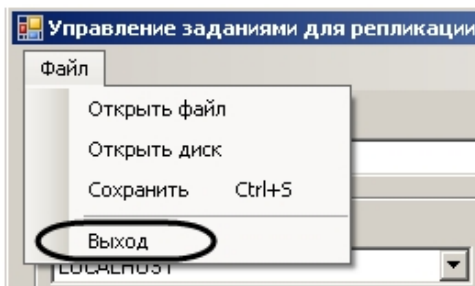 Управление заданиями для репликации
Файл
Открыть файл
Открыть диск
Сохранить Ctrl+S
Выход
LOCALHOST